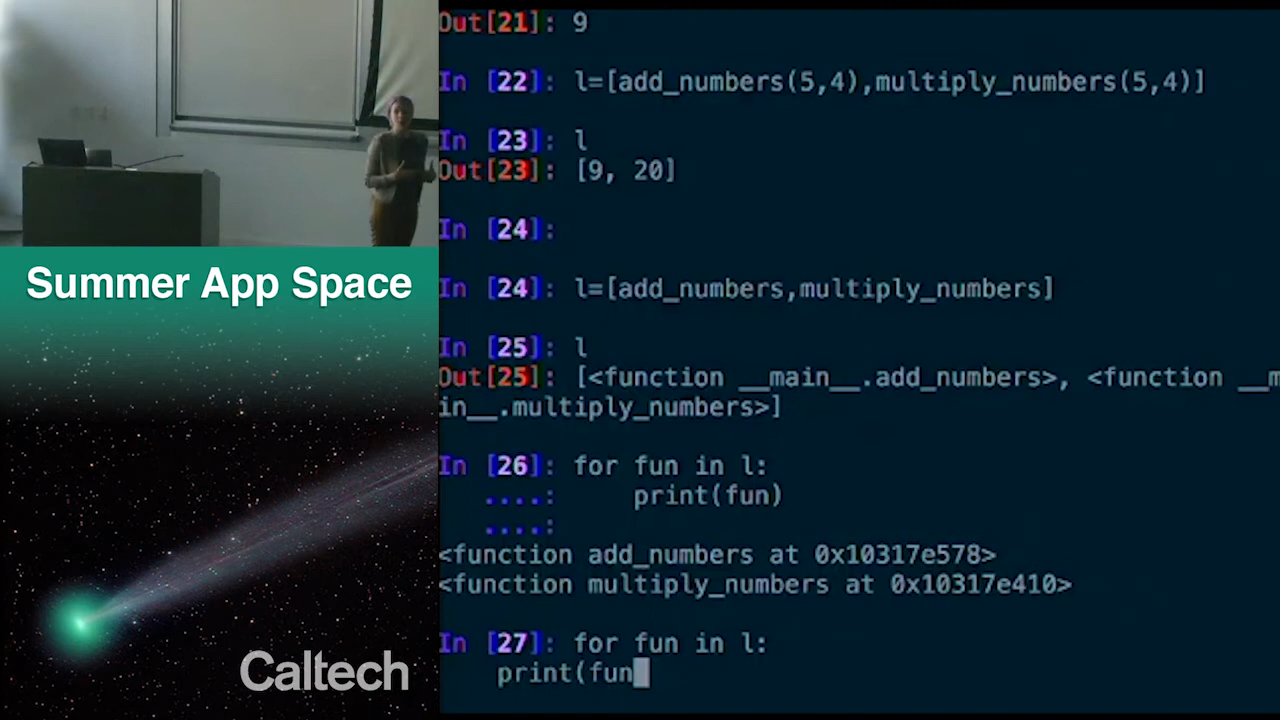 Out[21]: 9
In [22]: l=[add_numbers(5,4),multiply_numbers(5,4)]
In [23]: l
Out[23]: [9, 20]
In [24]:
In [24]: l=[add_numbers,multiply_numbers]
In [25]: l
Out[25]: [<function __main__.add_numbers>, <function __m
in__.multiply_numbers>]
In [26]: for fun in l:
....:     print(fun)
....:
<function add_numbers at 0x10317e578>
<function multiply_numbers at 0x10317e410>
In [27]: for fun in l:
    print(fun
Summer App Space
Caltech